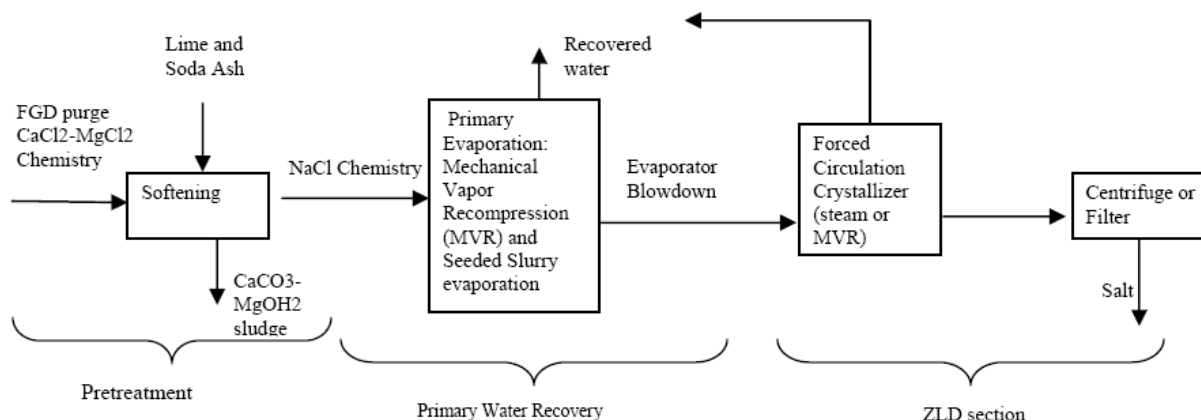 Lime and
Soda Ash
FGD purge
CaCl2-MgCl2
Chemistry
Softening
CaCO3-
MgOH2
sludge
NaCl Chemistry
Primary
Evaporation:
Mechanical
Vapor
Recompression
(MVR) and
Seeded Slurry
evaporation
Recovered
water
Evaporator
Blowdown
Forced
Circulation
Crystallizer
(steam or
MVR)
Centrifuge or
Filter
Salt
Pretreatment
Primary Water Recovery
ZLD section